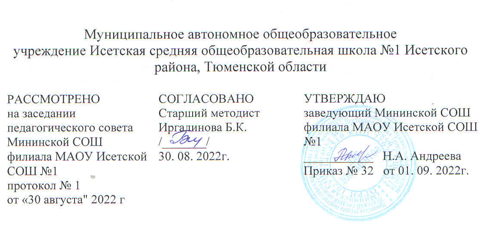 Муниципальное автономное общеобразовательное
учреждение Исетская средняя общеобразовательная школа №1 Исетского
района, Тюменской области
РАССМОТРЕНО
на заседании
педагогического совета
Мининской СОШ
филиала МАОУ Исетской
СОШ №1
протокол № 1
от «30 августа" 2022 г
СОГЛАСОВАНО
Старший методист
Иргалинова Б.К.
/ /
30. 08. 2022г.
УТВЕРЖДАЮ
заведующий Мининской СОШ
филиала МАОУ Исетской СОШ
№1
Н.А. Андреева
Приказ № 32 от 01. 09. 2022г.